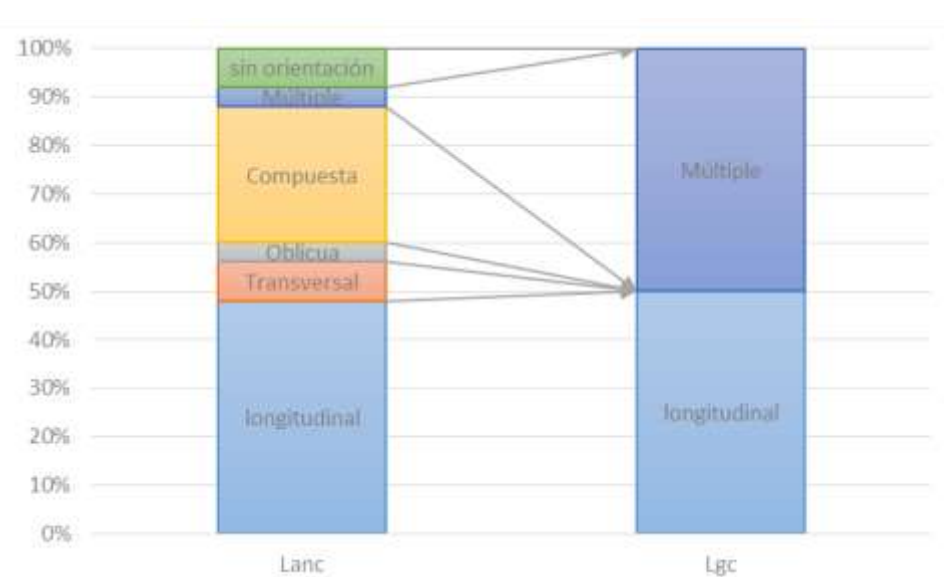 100%
90%
80%
70%
60%
50%
40%
30%
20%
10%
0%
sin orientación
Múltiple
Compuesta
Oblicua
Transversal
longitudinal
Múltiple
longitudinal
Lanc
Lgc